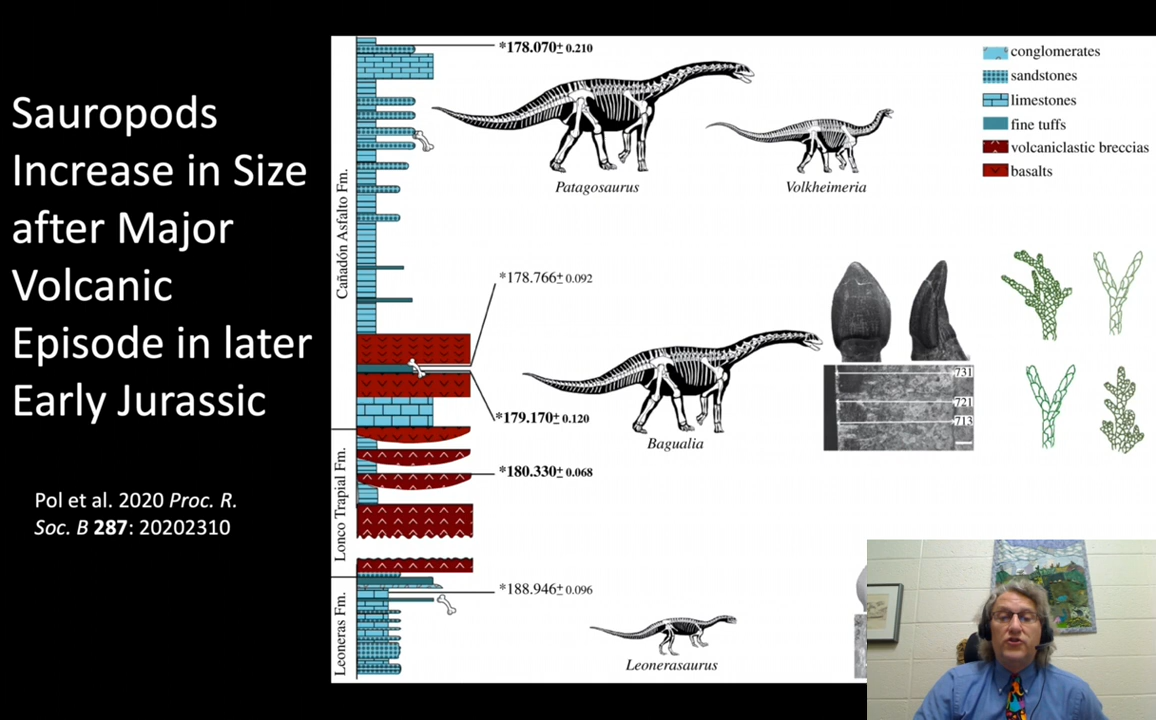 Sauropods
Increase in Size
after Major
Volcanic
Episode in later
Early Jurassic
Pol et al. 2020 Proc. R.
Soc. B 287: 20202310
Cañadón Asfalto Fm.
Lonco Trapial Fm.
Leoneras Fm.
*178.070± 0.210
Patagosaurus
Volkheimeria
conglomerates
sandstones
limestones
fine tuffs
volcaniclastic breccias
basalts
*178.766± 0.092
*179.170± 0.120
Bagualia
731
721
713
*180.330± 0.068
*188.946± 0.096
Leonerasaurus